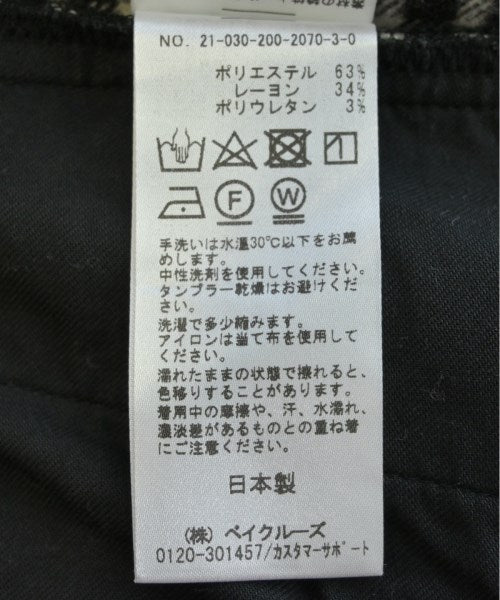 NO. 21-030-200-2070-3-0
ポリエステル 63%
レーヨン 34%
ポリウレタン 3%
F
W
手洗いは水温30℃以下をお薦
めします。
中性洗剤を使用してください。
タンブラー乾燥はお避けくださ
い。
洗濯で多少縮みます。
アイロンは当て布を使用して
ください。
濡れたままの状態で擦れると、
色移りすることがあります。
着用中の摩擦や、汗、水濡れ、
濃淡差があるものとの重ね着
にご注意ください。
日本製
(株) ベイクルーズ
0120-301457/カスタマーサポート